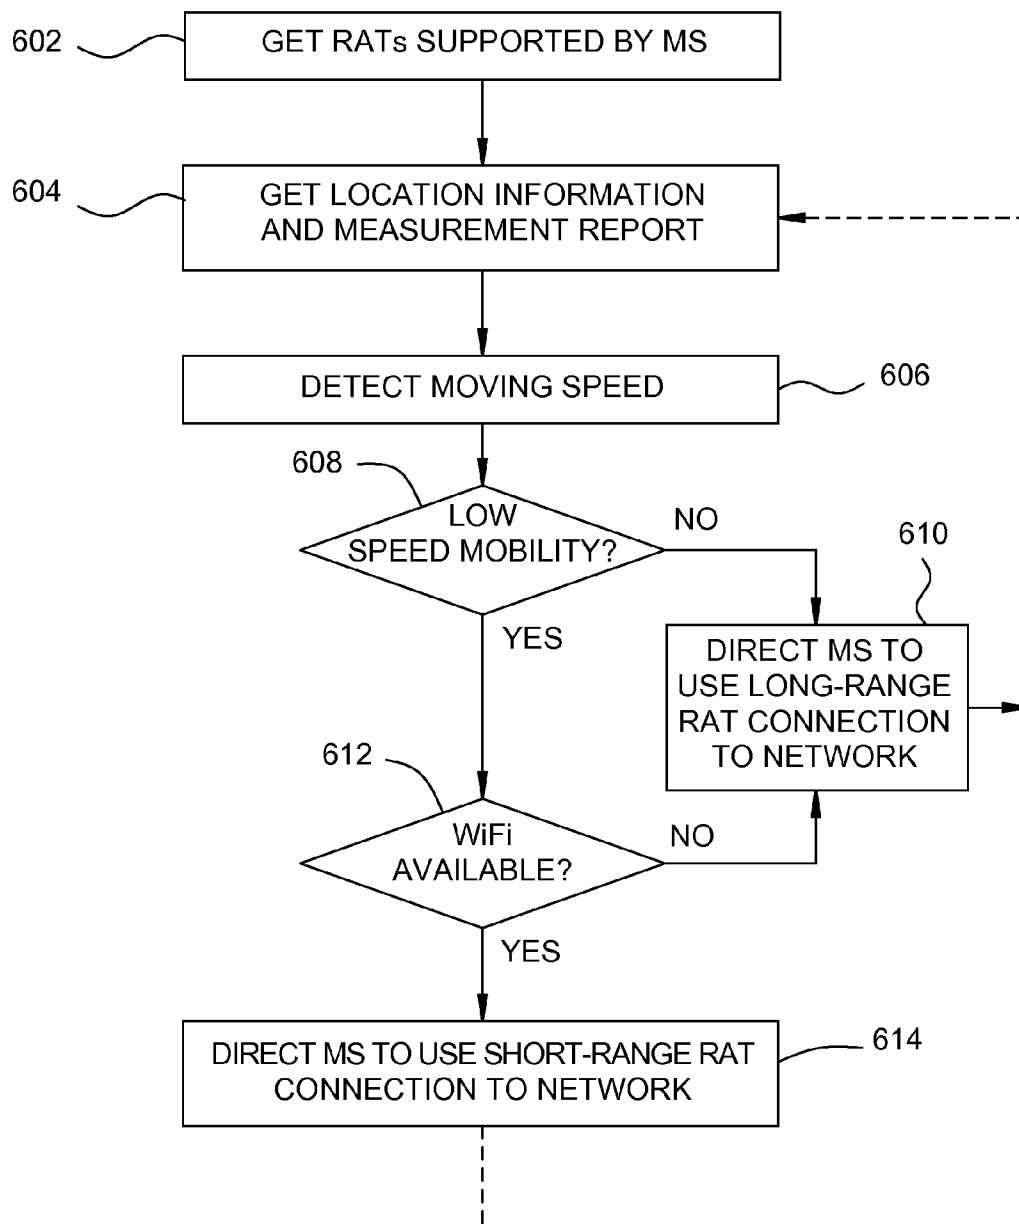 602
GET RATs SUPPORTED BY MS
604
GET LOCATION INFORMATION
AND MEASUREMENT REPORT
DETECT MOVING SPEED
606
608
LOW
SPEED MOBILITY?
NO
YES
610
DIRECT MS TO
USE LONG-RANGE
RAT CONNECTION
TO NETWORK
612
WiFi
AVAILABLE?
NO
YES
DIRECT MS TO USE SHORT-RANGE RAT
CONNECTION TO NETWORK
614